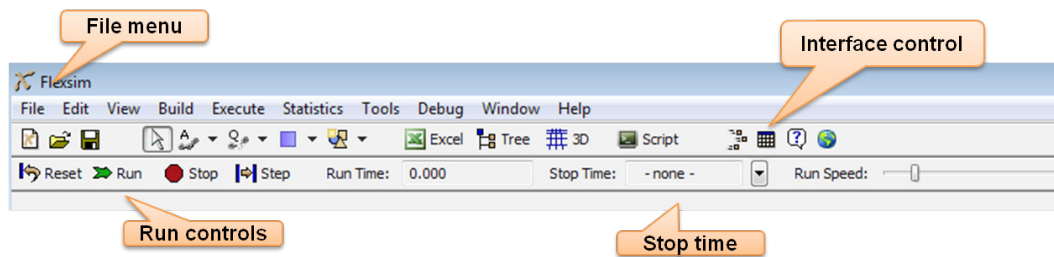 File menu
Interface control
Flexsim
File Edit View Build Execute Statistics Tools Debug Window Help
Excel Tree 3D Script
Reset Run Stop Step Run Time: 0.000 Stop Time: - none - Run Speed:
Run controls
Stop time